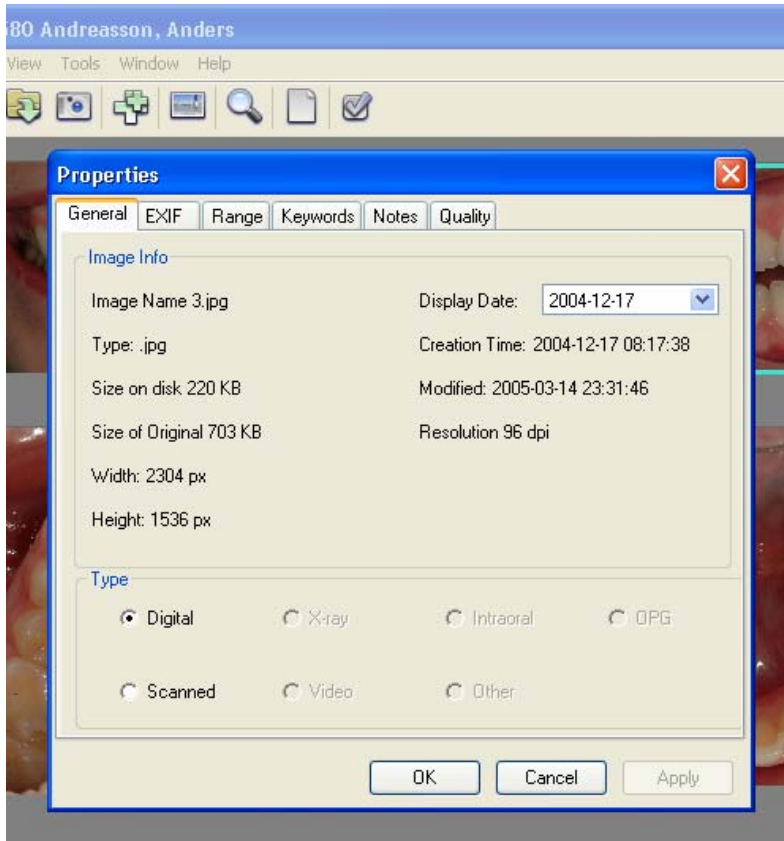 580 Andreasson, Anders
View Tools Window Help
Properties
General EXIF Range Keywords Notes Quality
Image Info
Image Name 3.jpg
Display Date: 2004-12-17
Type: .jpg
Creation Time: 2004-12-17 08:17:38
Size on disk 220 KB
Modified: 2005-03-14 23:31:46
Size of Original 703 KB
Resolution 96 dpi
Width: 2304 px
Height: 1536 px
Type
Digital X-ray Intraoral OPG
Scanned Video Other
OK Cancel Apply